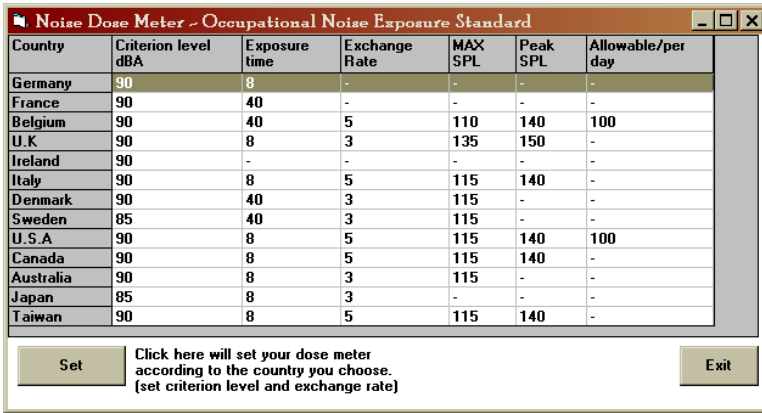 Noise Dose Meter - Occupational Noise Exposure Standard
Country Criterion level dBA Exposure time Exchange Rate MAX SPL Peak SPL Allowable/per day
Germany 90 8 - - - -
France 90 40 - - - -
Belgium 90 40 5 110 140 100
U.K 90 8 3 135 150 -
Ireland 90 - - - - -
Italy 90 8 5 115 140 -
Denmark 90 40 3 115 - -
Sweden 85 40 3 115 - -
U.S.A 90 8 5 115 140 100
Canada 90 8 5 115 140 -
Australia 90 8 3 115 - -
Japan 85 8 3 - - -
Taiwan 90 8 5 115 140 -
Set
Click here will set your dose meter
according to the country you choose.
(set criterion level and exchange rate)
Exit